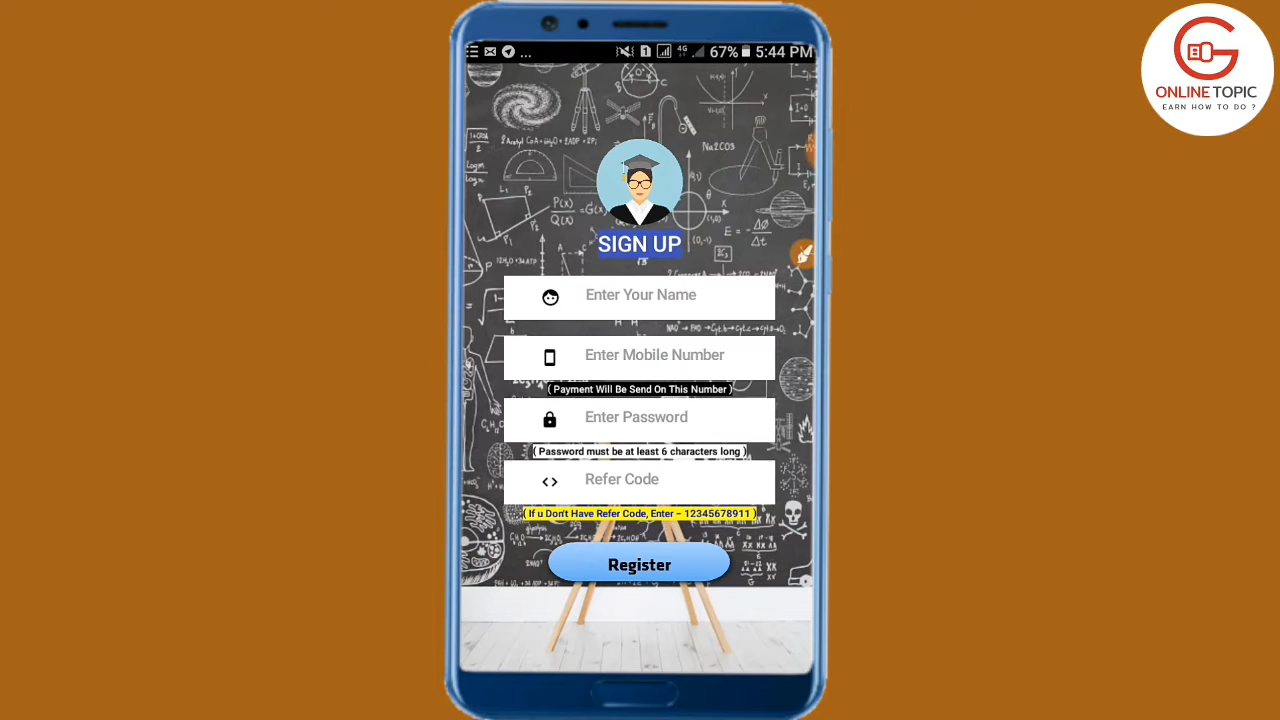 ... 4G 67% 5:44 PM
ONLINE TOPIC
EARN HOW TO DO ?
Na2CO3
SIGN UP
Enter Your Name
Enter Mobile Number
( Payment Will Be Send On This Number )
Enter Password
( Password must be at least 6 characters long )
Refer Code
( If u Don't Have Refer Code, Enter - 12345678911 )
Register